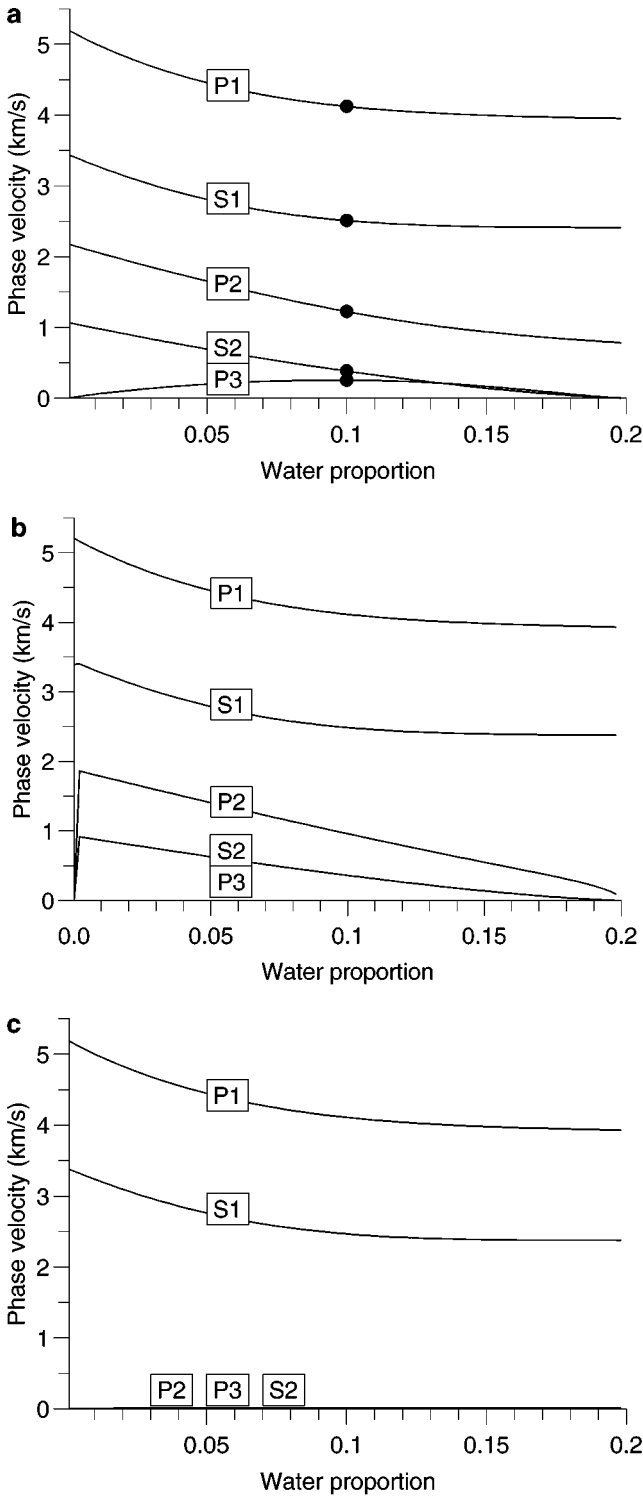 a
Phase velocity (km/s)
5
4
3
2
1
0
P1
S1
P2
S2
P3
0.05 0.1 0.15 0.2
Water proportion
b
Phase velocity (km/s)
5
4
3
2
1
0
P1
S1
P2
S2
P3
0.0 0.05 0.1 0.15 0.2
Water proportion
c
Phase velocity (km/s)
5
4
3
2
1
0
P1
S1
P2 P3 S2
0.05 0.1 0.15 0.2
Water proportion